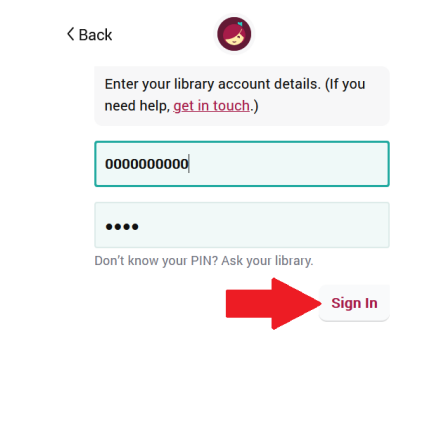 Back
Enter your library account details. (If you
need help, get in touch.)
0000000000
••••
Don't know your PIN? Ask your library.
Sign In